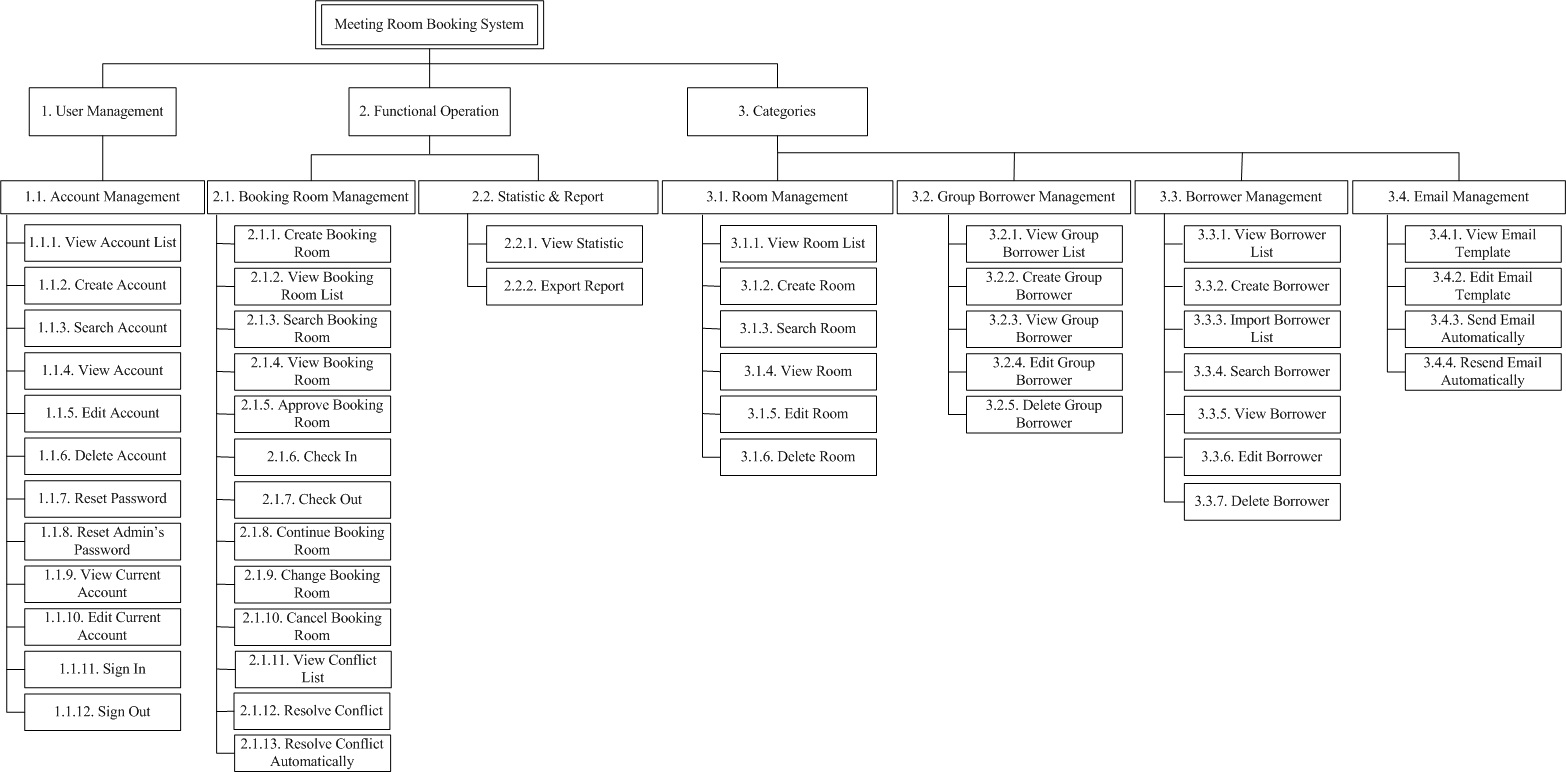 Meeting Room Booking System
1. User Management
2. Functional Operation
3. Categories
1.1. Account Management
2.1. Booking Room Management
2.2. Statistic & Report
3.1. Room Management
3.2. Group Borrower Management
3.3. Borrower Management
3.4. Email Management
1.1.1. View Account List
1.1.2. Create Account
1.1.3. Search Account
1.1.4. View Account
1.1.5. Edit Account
1.1.6. Delete Account
1.1.7. Reset Password
1.1.8. Reset Admin's
Password
1.1.9. View Current
Account
1.1.10. Edit Current
Account
1.1.11. Sign In
1.1.12. Sign Out
2.1.1. Create Booking
Room
2.1.2. View Booking
Room List
2.1.3. Search Booking
Room
2.1.4. View Booking
Room
2.1.5. Approve Booking
Room
2.1.6. Check In
2.1.7. Check Out
2.1.8. Continue Booking
Room
2.1.9. Change Booking
Room
2.1.10. Cancel Booking
Room
2.1.11. View Conflict
List
2.1.12. Resolve Conflict
2.1.13. Resolve Conflict
Automatically
2.2.1. View Statistic
2.2.2. Export Report
3.1.1. View Room List
3.1.2. Create Room
3.1.3. Search Room
3.1.4. View Room
3.1.5. Edit Room
3.1.6. Delete Room
3.2.1. View Group
Borrower List
3.2.2. Create Group
Borrower
3.2.3. View Group
Borrower
3.2.4. Edit Group
Borrower
3.2.5. Delete Group
Borrower
3.3.1. View Borrower
List
3.3.2. Create Borrower
3.3.3. Import Borrower
List
3.3.4. Search Borrower
3.3.5. View Borrower
3.3.6. Edit Borrower
3.3.7. Delete Borrower
3.4.1. View Email
Template
3.4.2. Edit Email
Template
3.4.3. Send Email
Automatically
3.4.4. Resend Email
Automatically